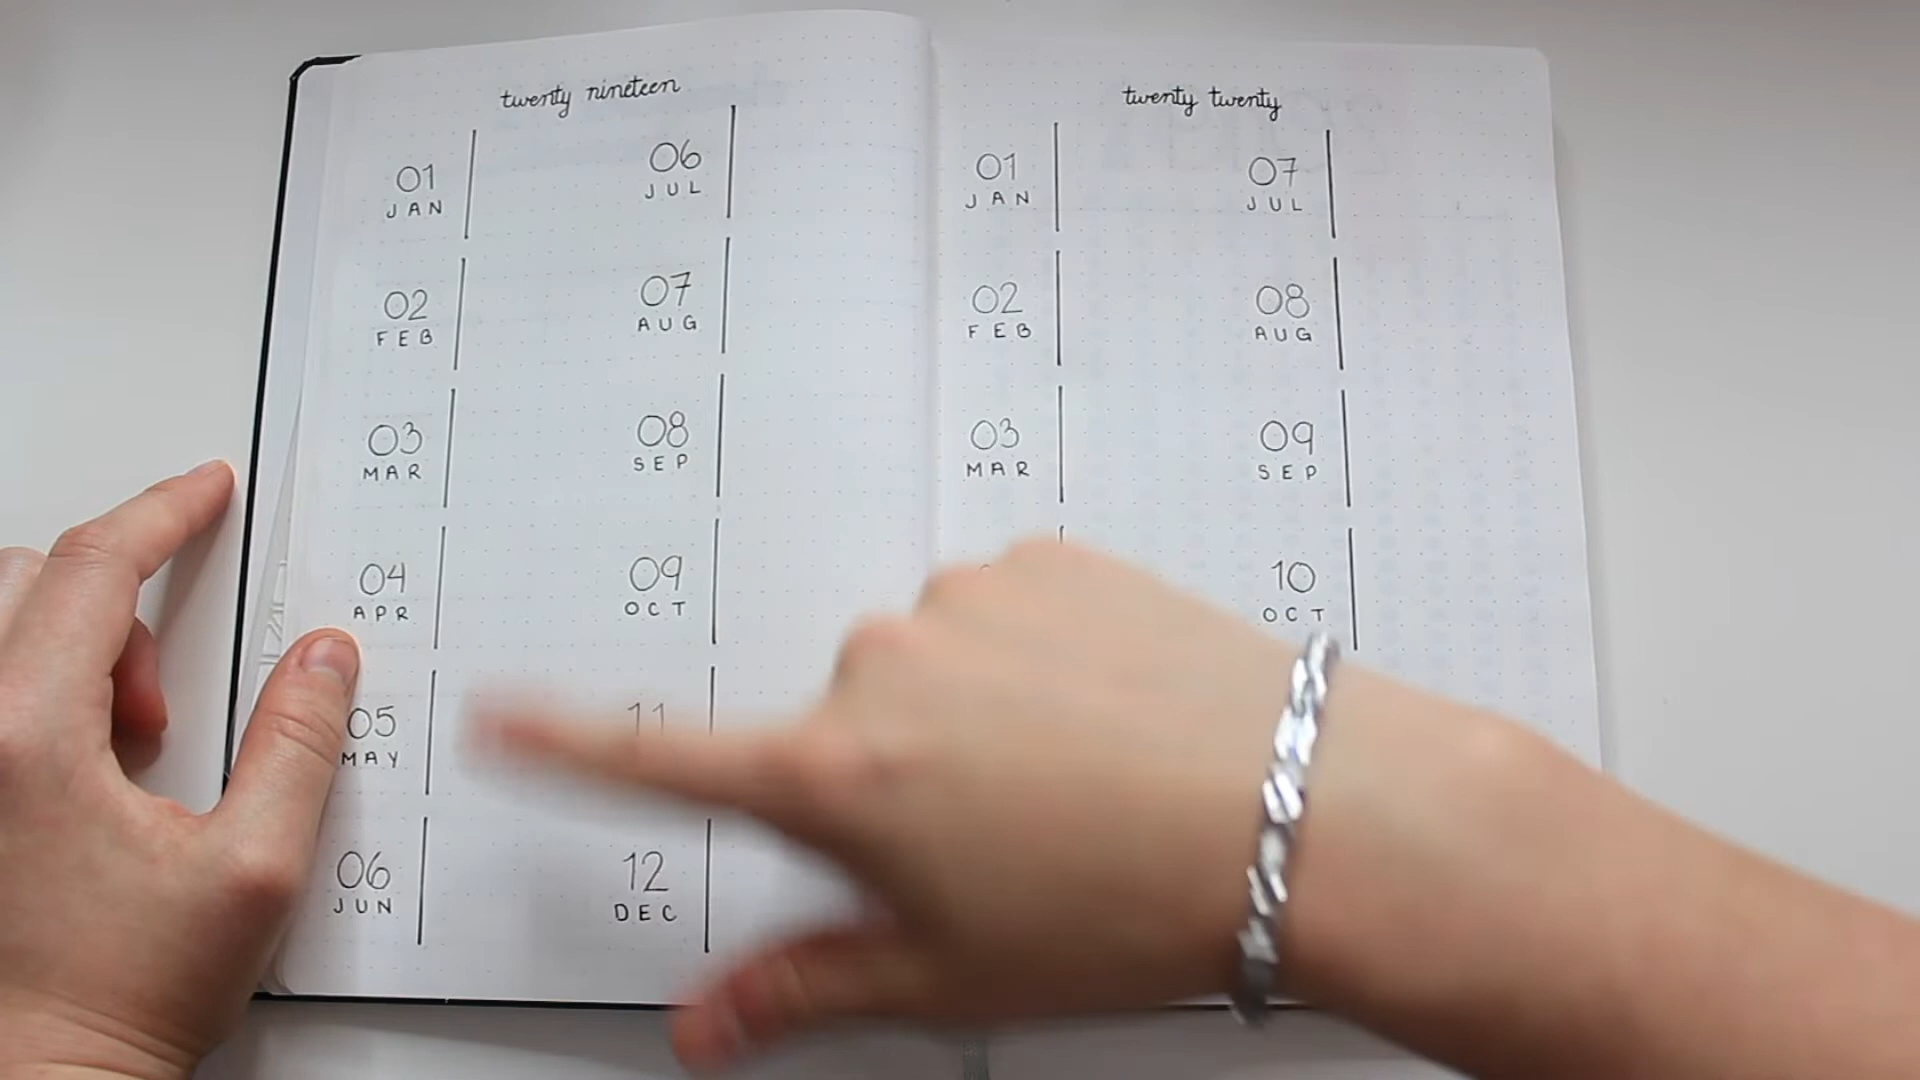 twenty nineteen
01
JAN
02
FEB
03
MAR
04
APR
05
MAY
06
JUN
06
JUL
07
AUG
08
SEP
09
OCT
11
12
DEC
twenty twenty
01
JAN
02
FEB
03
MAR
07
JUL
08
AUG
09
SEP
10
OCT